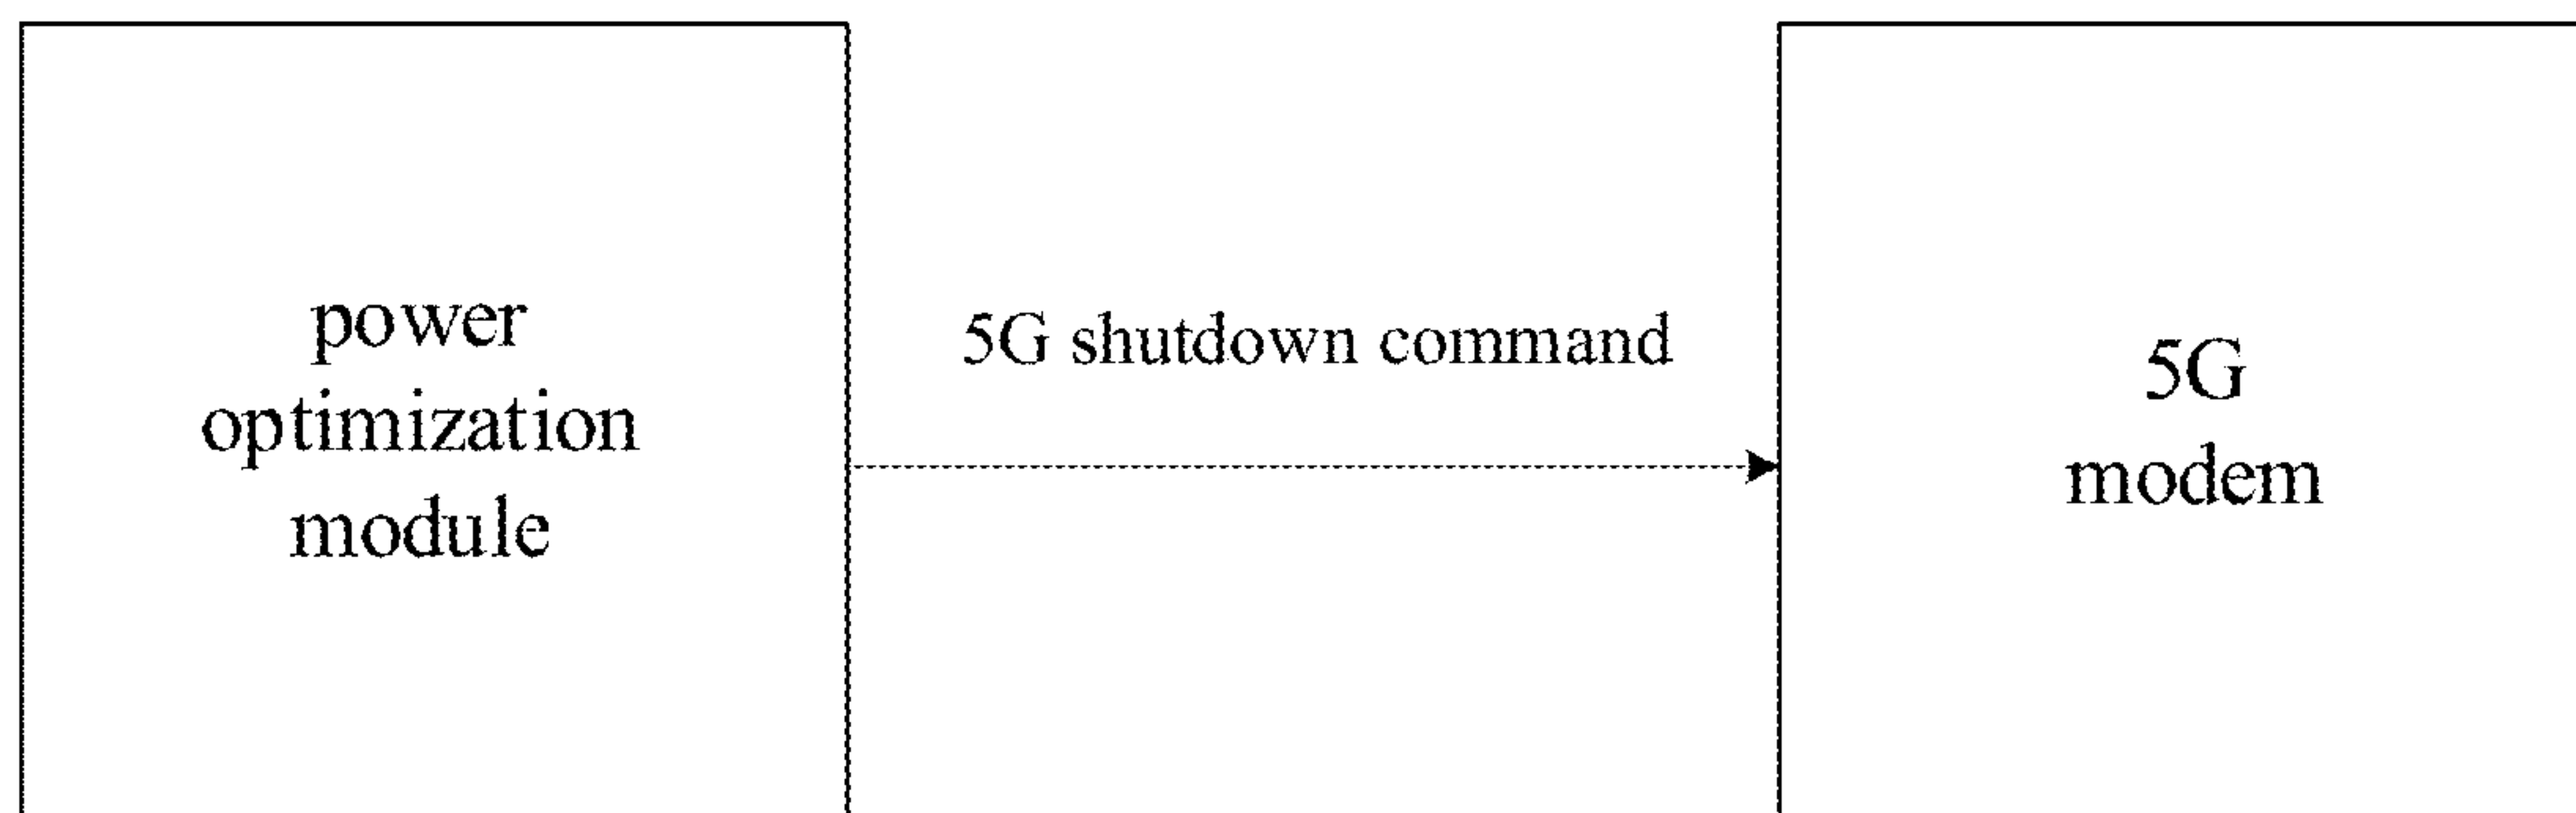 power
optimization
module
5G shutdown command
5G
modem